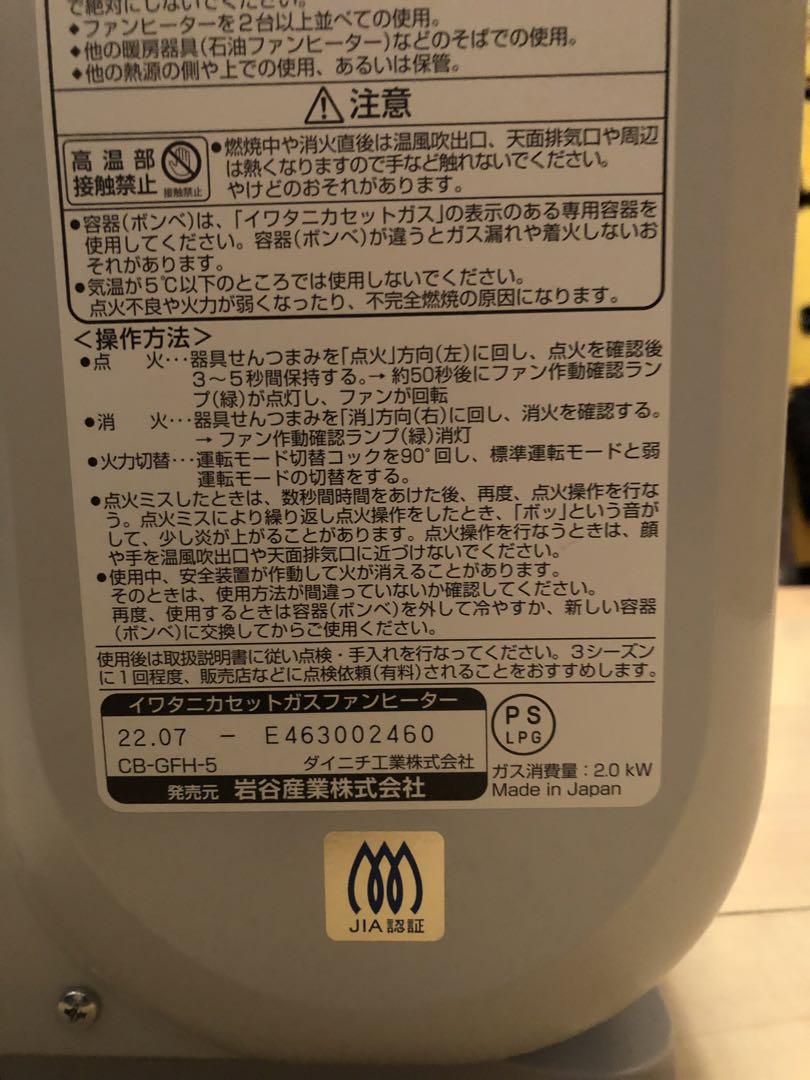 で絶対にしないでください。
◆ファンヒーターを2台以上並べての使用。
◆他の暖房器具(石油ファンヒーター)などのそばでの使用。
◆他の熱源の側や上での使用、あるいは保管。
注意
高温部
接触禁止
接触禁止
●燃焼中や消火直後は温風吹出口、天面排気口や周辺
は熱くなりますので手など触れないでください。
やけどのおそれがあります。
●容器(ボンベ)は、「イワタニカセットガス」の表示のある専用容器を
使用してください。容器(ボンベ)が違うとガス漏れや着火しないお
それがあります。
●気温が5℃以下のところでは使用しないでください。
点火不良や火力が弱くなったり、不完全燃焼の原因になります。
<操作方法>
●点　火･･･器具せんつまみを「点火」方向(左)に回し、点火を確認後
3～5秒間保持する。→ 約50秒後にファン作動確認ラン
プ(緑)が点灯し、ファンが回転
●消　火･･･器具せんつまみを「消」方向(右)に回し、消火を確認する。
→ ファン作動確認ランプ(緑)消灯
●火力切替･･･運転モード切替コックを90°回し、標準運転モードと弱
運転モードの切替をする。
●点火ミスしたときは、数秒間時間をあけた後、再度、点火操作を行な
う。点火ミスにより繰り返し点火操作をしたとき、「ボッ」という音が
して、少し炎が上がることがあります。点火操作を行なうときは、顔
や手を温風吹出口や天面排気口に近づけないでください。
●使用中、安全装置が作動して火が消えることがあります。
そのときは、使用方法が間違っていないか確認してください。
再度、使用するときは容器(ボンベ)を外して冷やすか、新しい容器
(ボンベ)に交換してからご使用ください。
使用後は取扱説明書に従い点検・手入れを行なってください。3シーズン
に1回程度、販売店などに点検依頼(有料)されることをおすすめします。
イワタニカセットガスファンヒーター
22.07 － E463002460
CB-GFH-5 ダイニチ工業株式会社
発売元 岩谷産業株式会社
PS
LPG
ガス消費量：2.0 kW
Made in Japan
JIA 認証